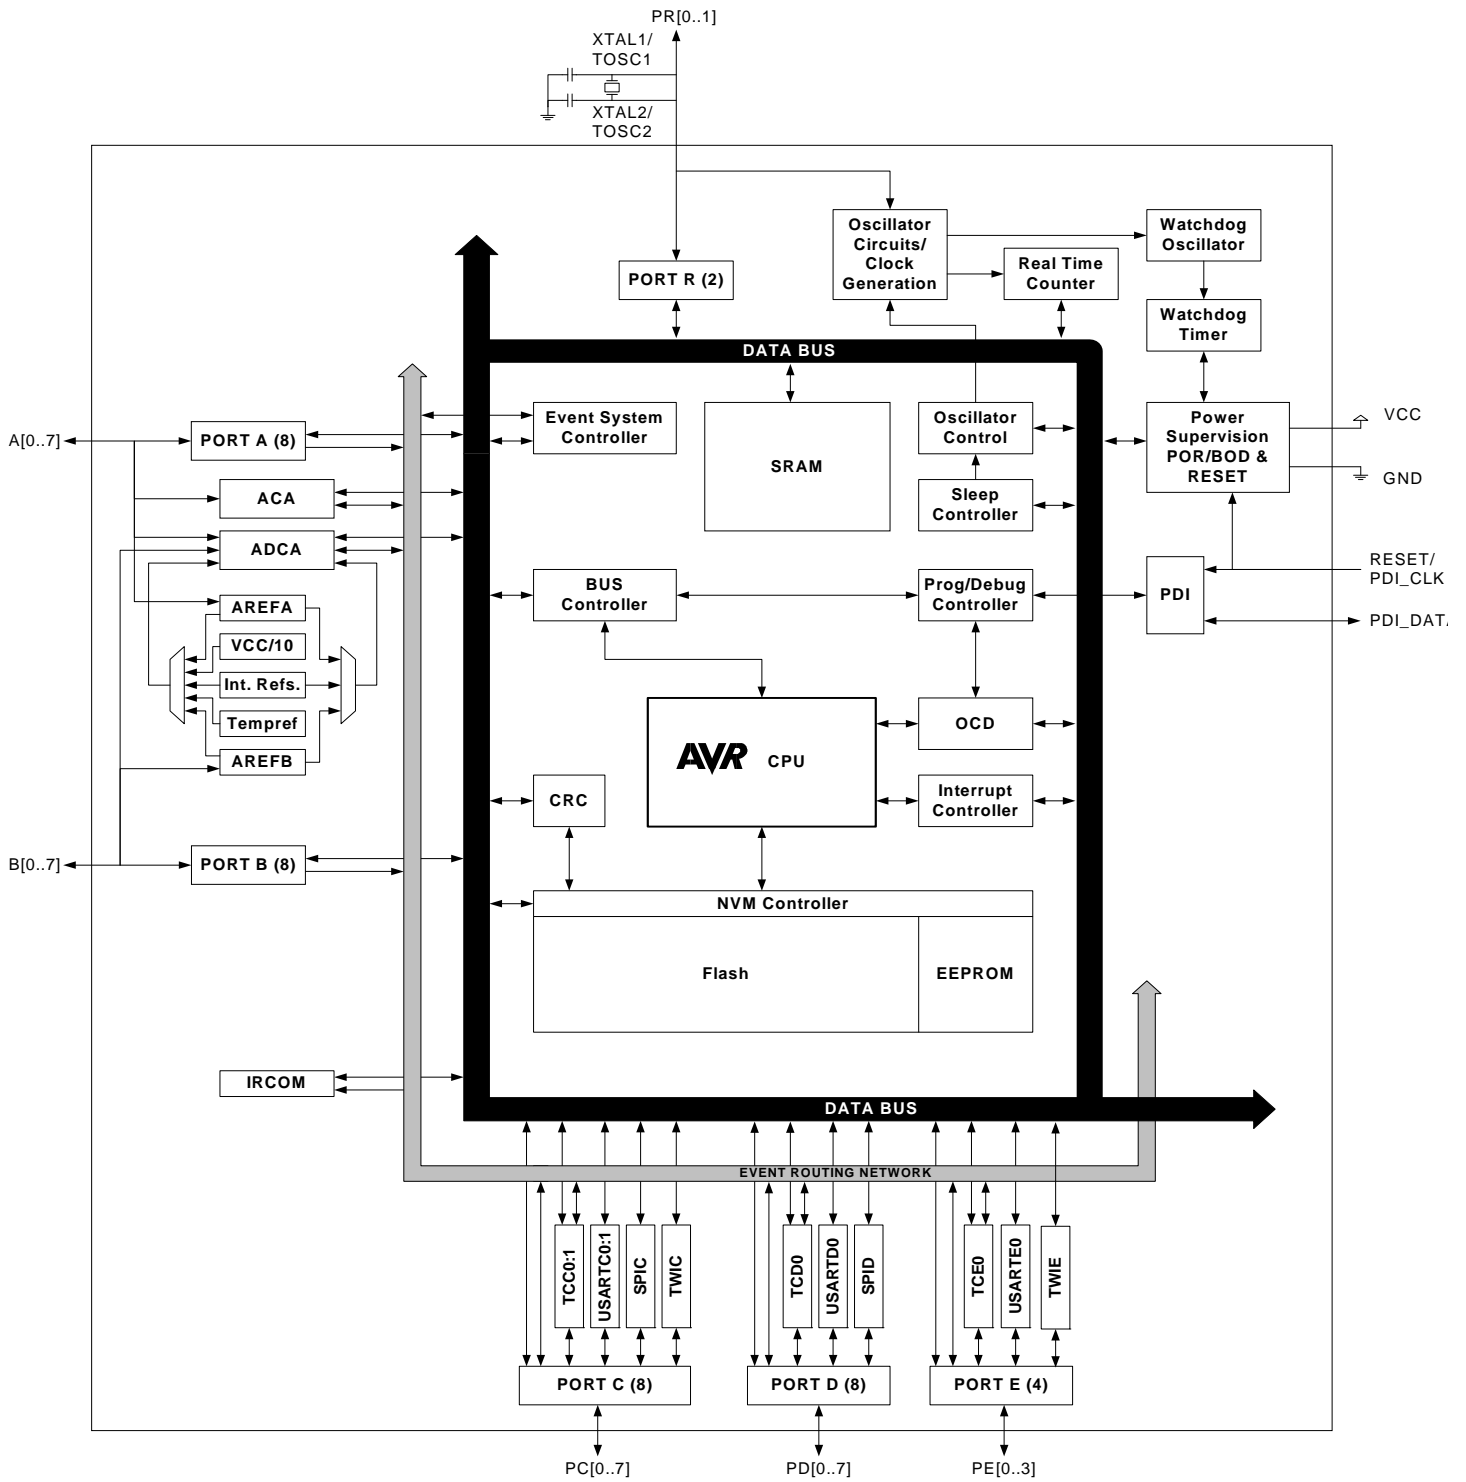 PR[0..1]
XTAL1/
TOSC1
XTAL2/
TOSC2
Oscillator
Circuits/
Clock
Generation
Watchdog
Oscillator
PORT R (2)
Real Time
Counter
Watchdog
Timer
DATA BUS
A[0..7]
PORT A (8)
Event System
Controller
SRAM
Oscillator
Control
Power
Supervision
POR/BOD &
RESET
VCC
GND
ACA
Sleep
Controller
ADCA
BUS
Controller
Prog/Debug
Controller
PDI
RESET/
PDI_CLK
PDI_DATA
AREFA
VCC/10
Int. Refs.
Tempref
AREFB
AVR CPU
OCD
CRC
Interrupt
Controller
B[0..7]
PORT B (8)
NVM Controller
Flash
EEPROM
IRCOM
DATA BUS
EVENT ROUTING NETWORK
TCC0:1
USARTC0:1
SPIC
TWIC
TCD0
USARTD0
SPID
TCE0
USARTE0
TWIE
PORT C (8)
PORT D (8)
PORT E (4)
PC[0..7]
PD[0..7]
PE[0..3]